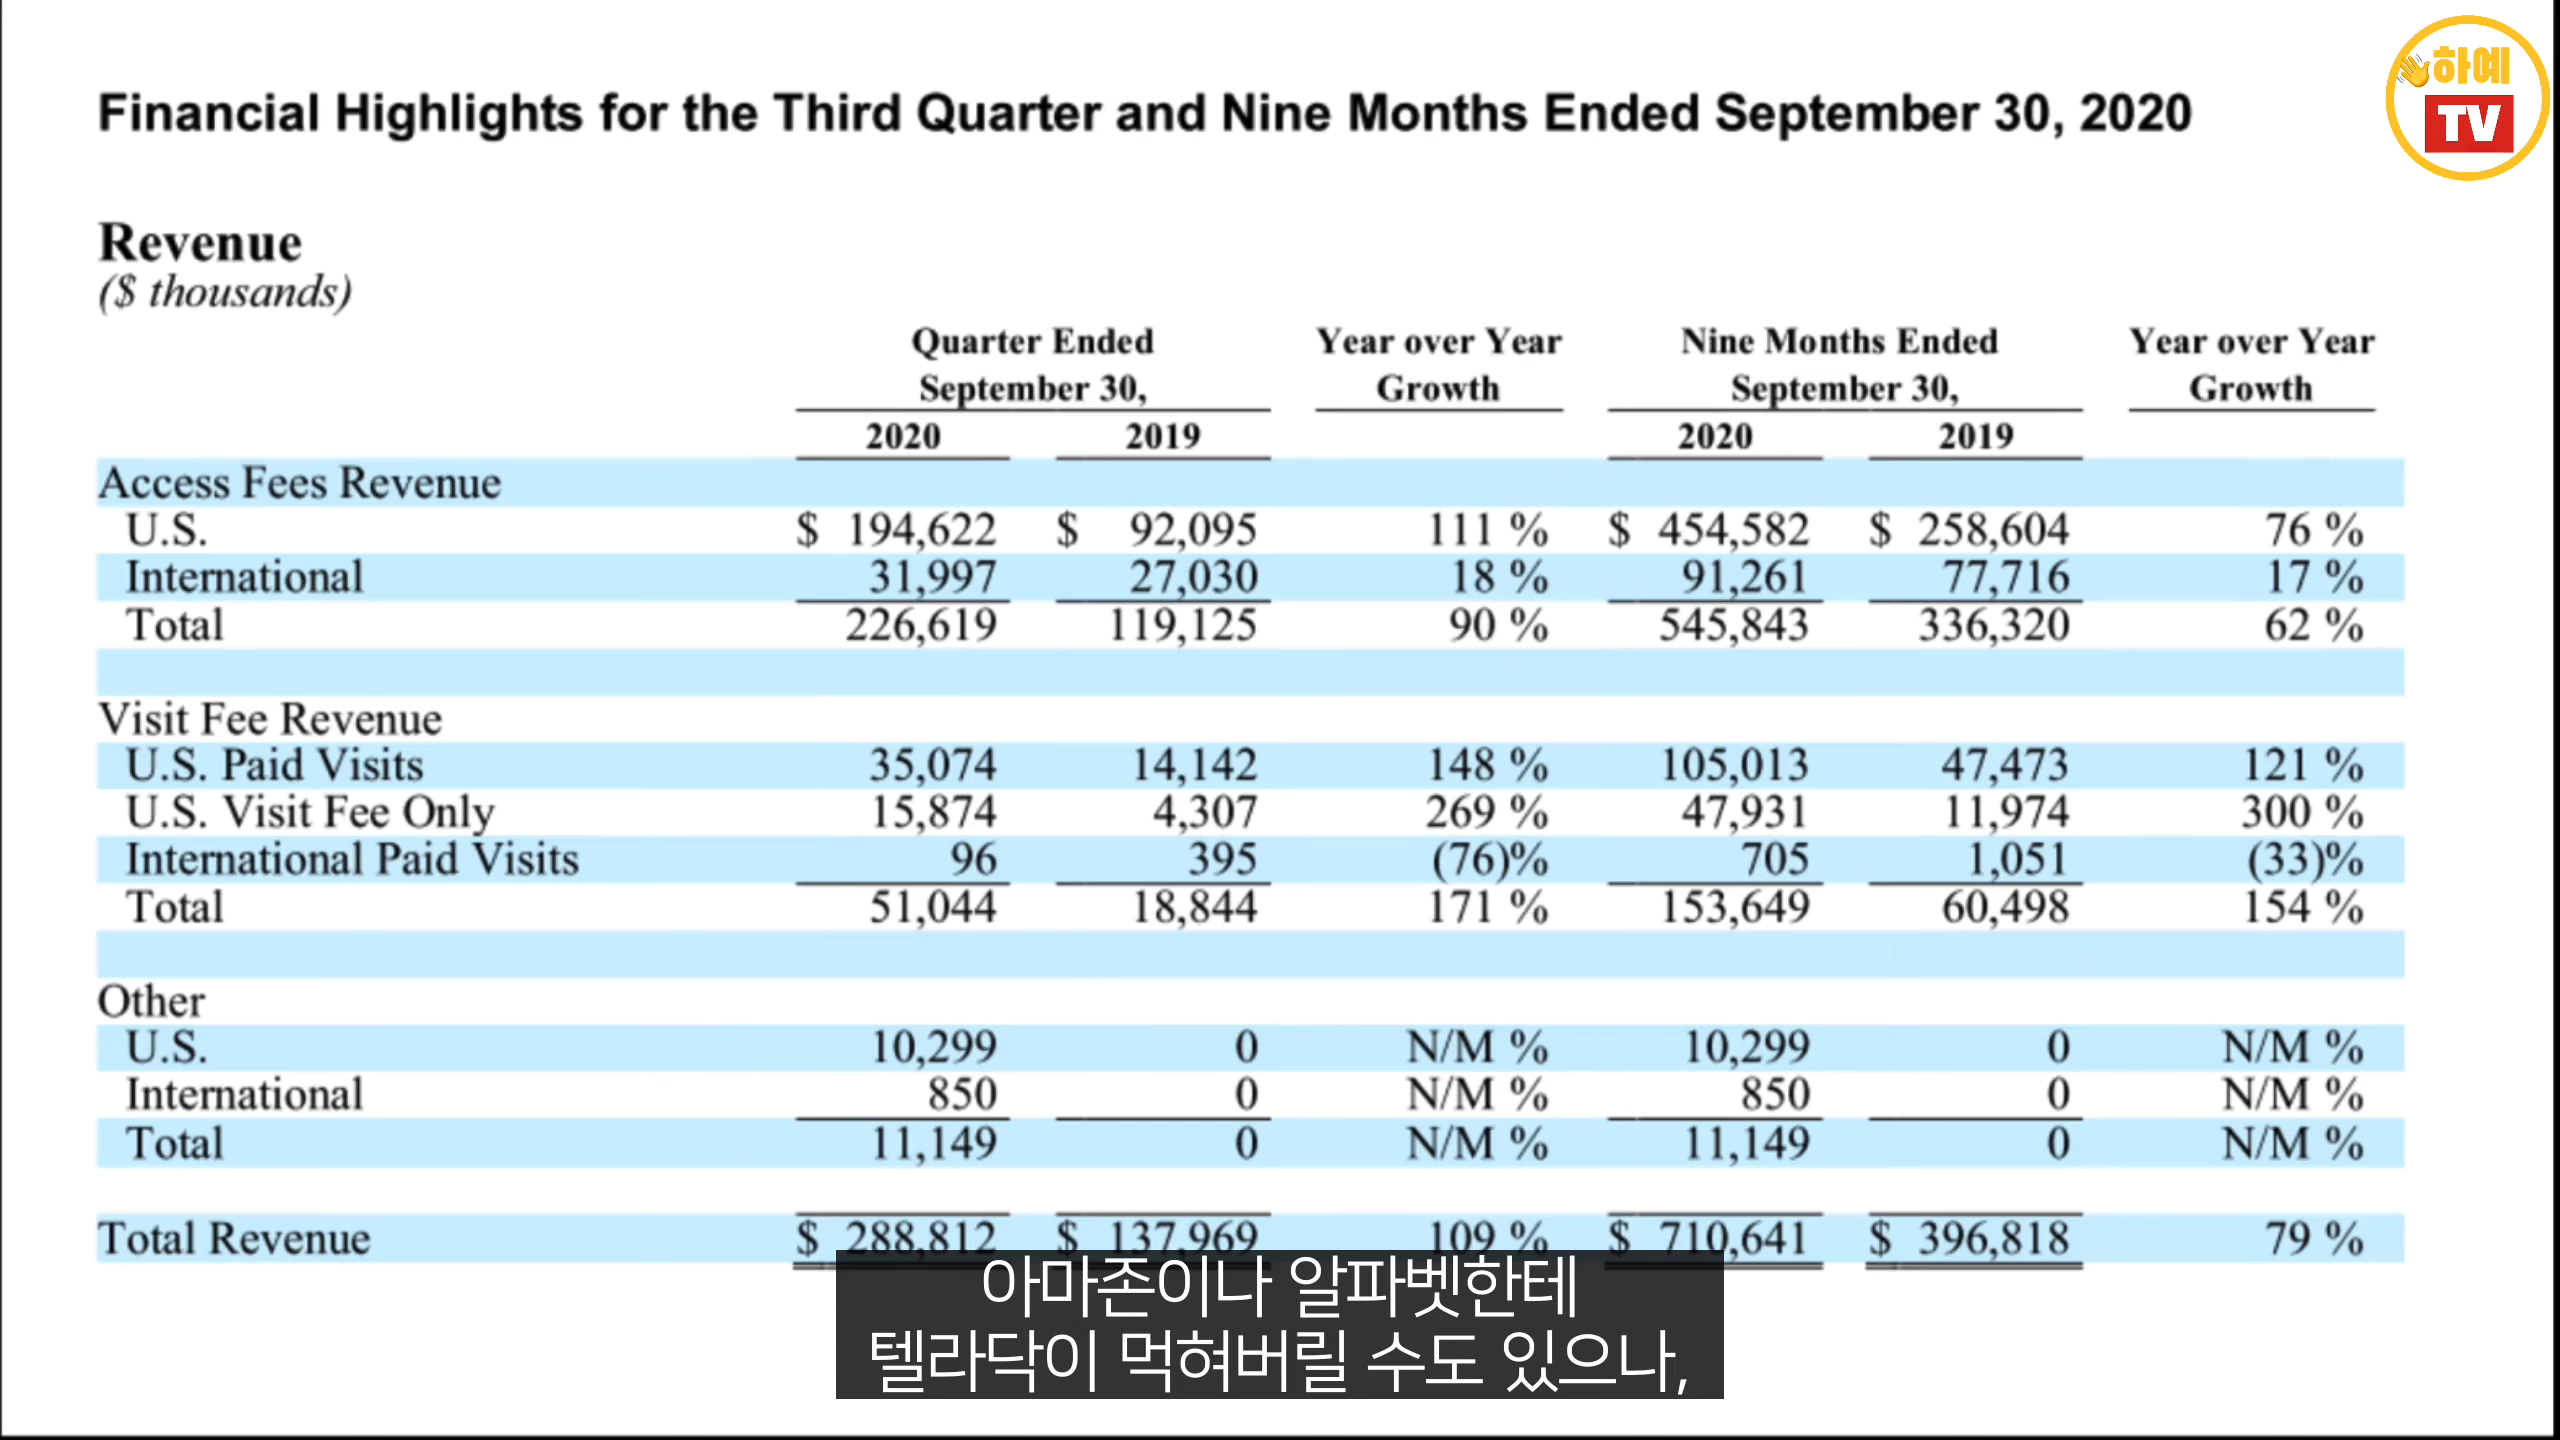 하예
TV
Financial Highlights for the Third Quarter and Nine Months Ended September 30, 2020
Revenue
($ thousands)
Quarter Ended September 30, Year over Year Growth Nine Months Ended September 30, Year over Year Growth
2020 2019 2020 2019
Access Fees Revenue
U.S. $ 194,622 $ 92,095 111 % $ 454,582 $ 258,604 76 %
International 31,997 27,030 18 % 91,261 77,716 17 %
Total 226,619 119,125 90 % 545,843 336,320 62 %
Visit Fee Revenue
U.S. Paid Visits 35,074 14,142 148 % 105,013 47,473 121 %
U.S. Visit Fee Only 15,874 4,307 269 % 47,931 11,974 300 %
International Paid Visits 96 395 (76)% 705 1,051 (33)%
Total 51,044 18,844 171 % 153,649 60,498 154 %
Other
U.S. 10,299 0 N/M % 10,299 0 N/M %
International 850 0 N/M % 850 0 N/M %
Total 11,149 0 N/M % 11,149 0 N/M %
Total Revenue $ 288,812 $ 137,969 109 % $ 710,641 $ 396,818 79 %
아마존이나 알파벳한테
텔라닥이 먹혀버릴 수도 있으나,